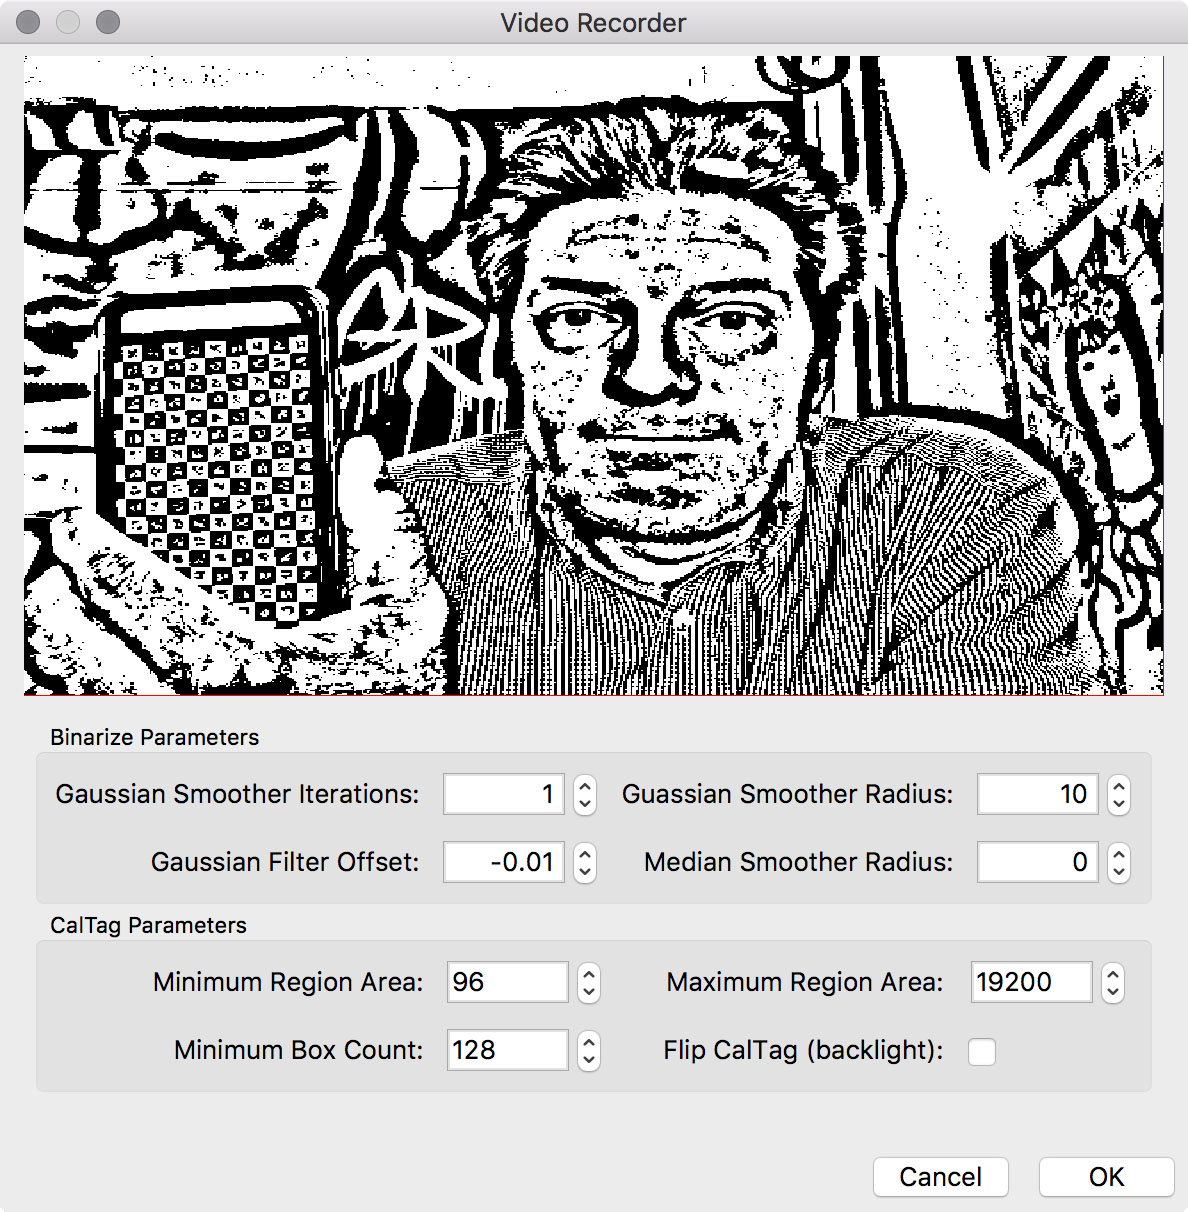 Video Recorder
SR
Binarize Parameters
Gaussian Smoother Iterations: 1 Guassian Smoother Radius: 10
Gaussian Filter Offset: -0.01 Median Smoother Radius: 0
CalTag Parameters
Minimum Region Area: 96 Maximum Region Area: 19200
Minimum Box Count: 128 Flip CalTag (backlight):
Cancel OK